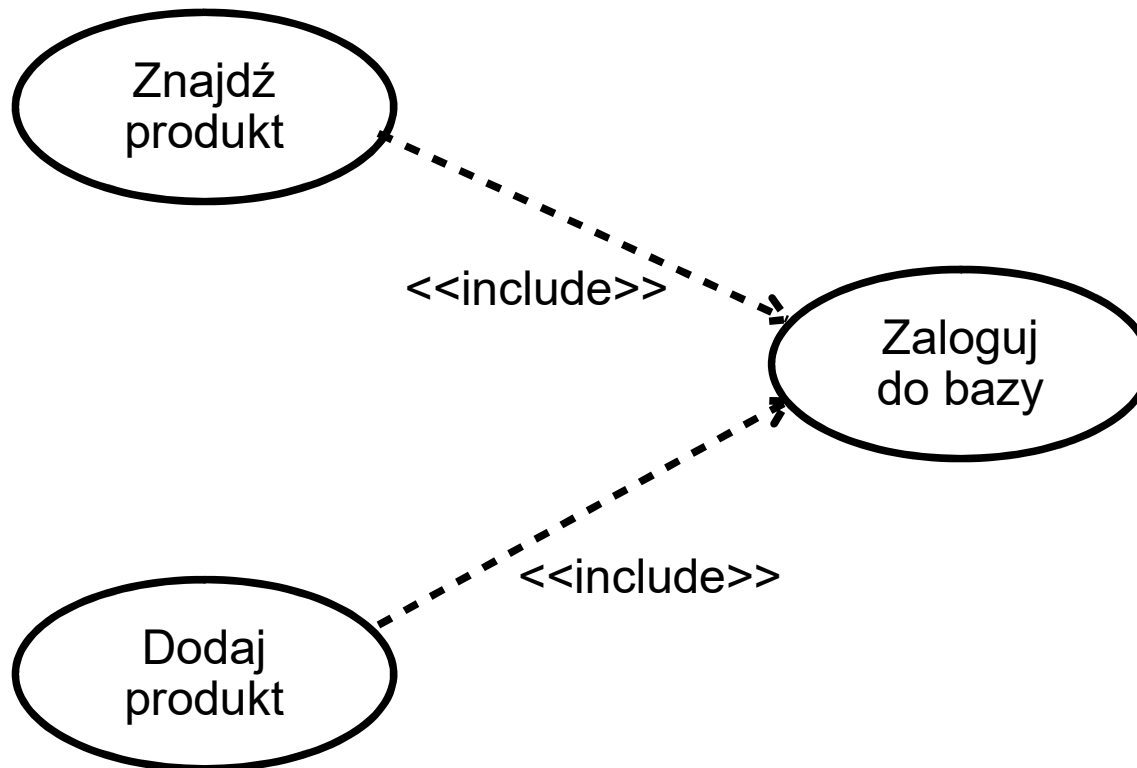 Znajdź
produkt
<<include>>
Zaloguj
do bazy
<<include>>
Dodaj
produkt